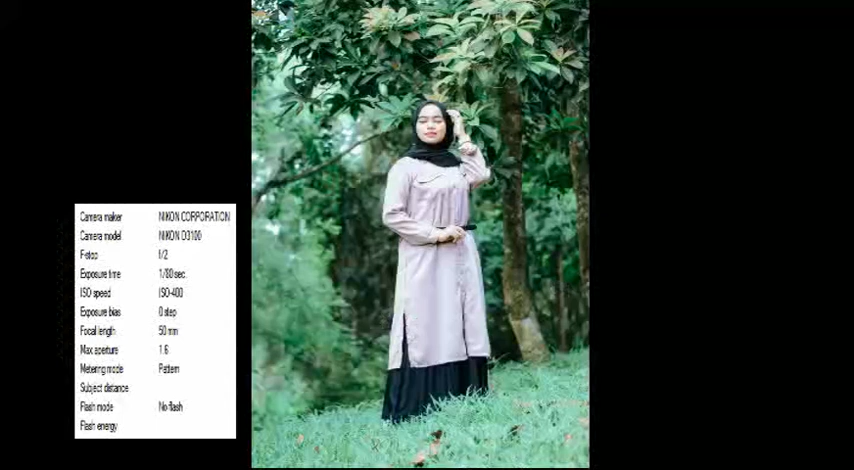 Camera maker NIKON CORPORATION
Camera model NIKON D3100
F-stop f/2
Exposure time 1/80 sec.
ISO speed ISO-400
Exposure bias 0 step
Focal length 50 mm
Max aperture 1.6
Metering mode Pattern
Subject distance
Flash mode No flash
Flash energy